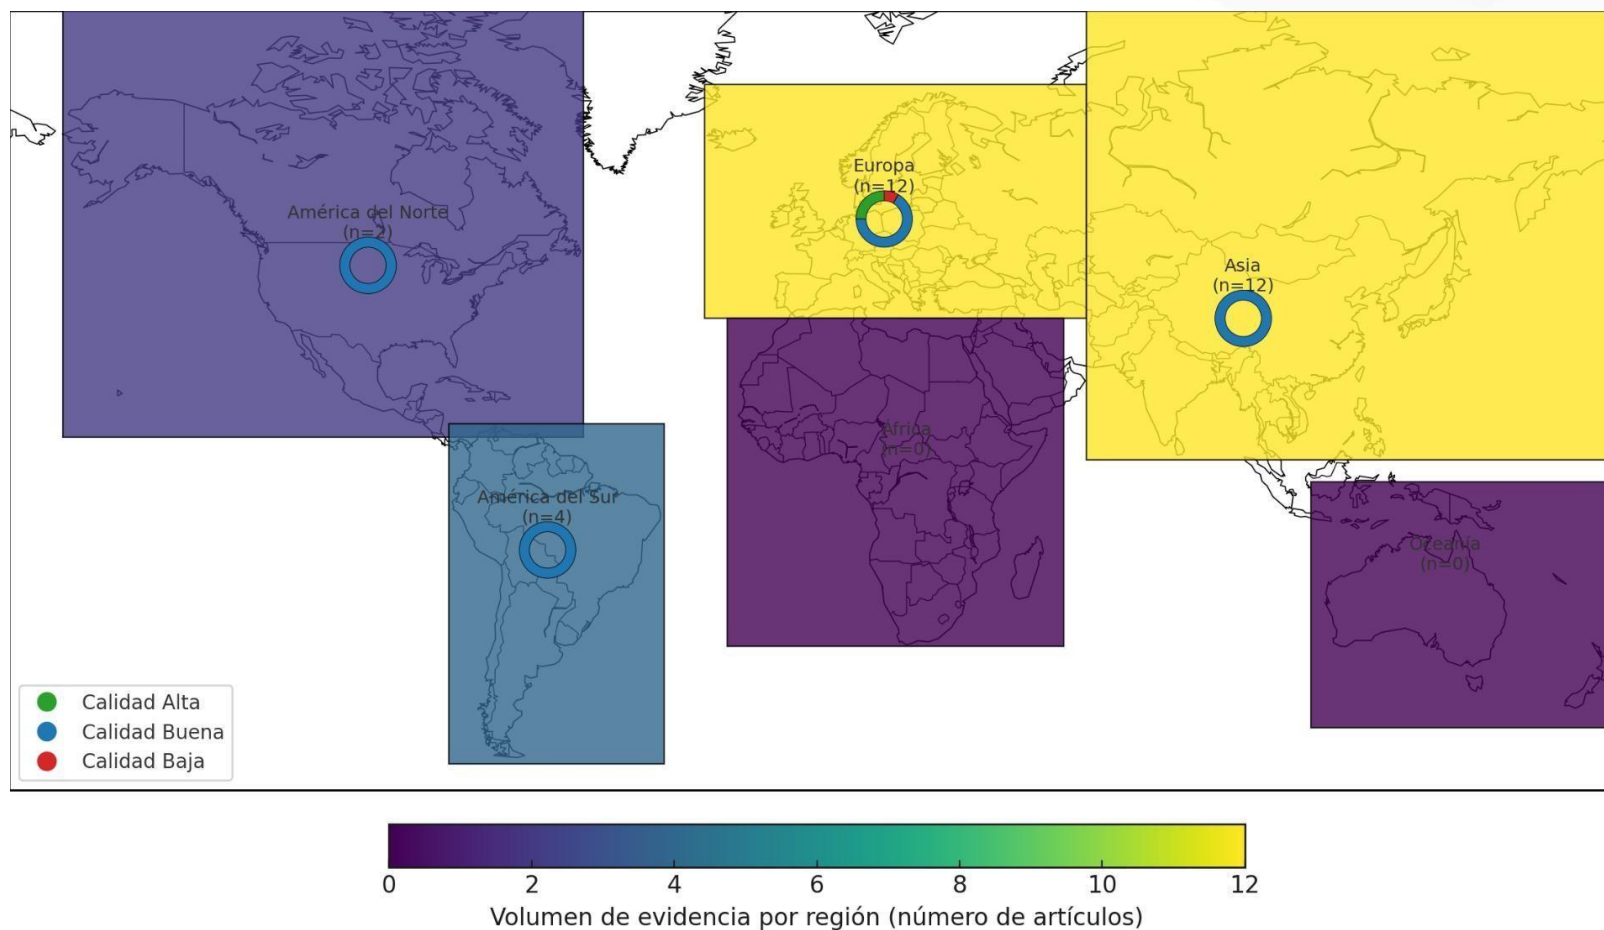 Europa
(n=12)
América del Norte
(n=2)
Asia
(n=12)
África
(n=0)
América del Sur
(n=4)
Oceanía
(n=0)
Calidad Alta
Calidad Buena
Calidad Baja
0 2 4 6 8 10 12
Volumen de evidencia por región (número de artículos)